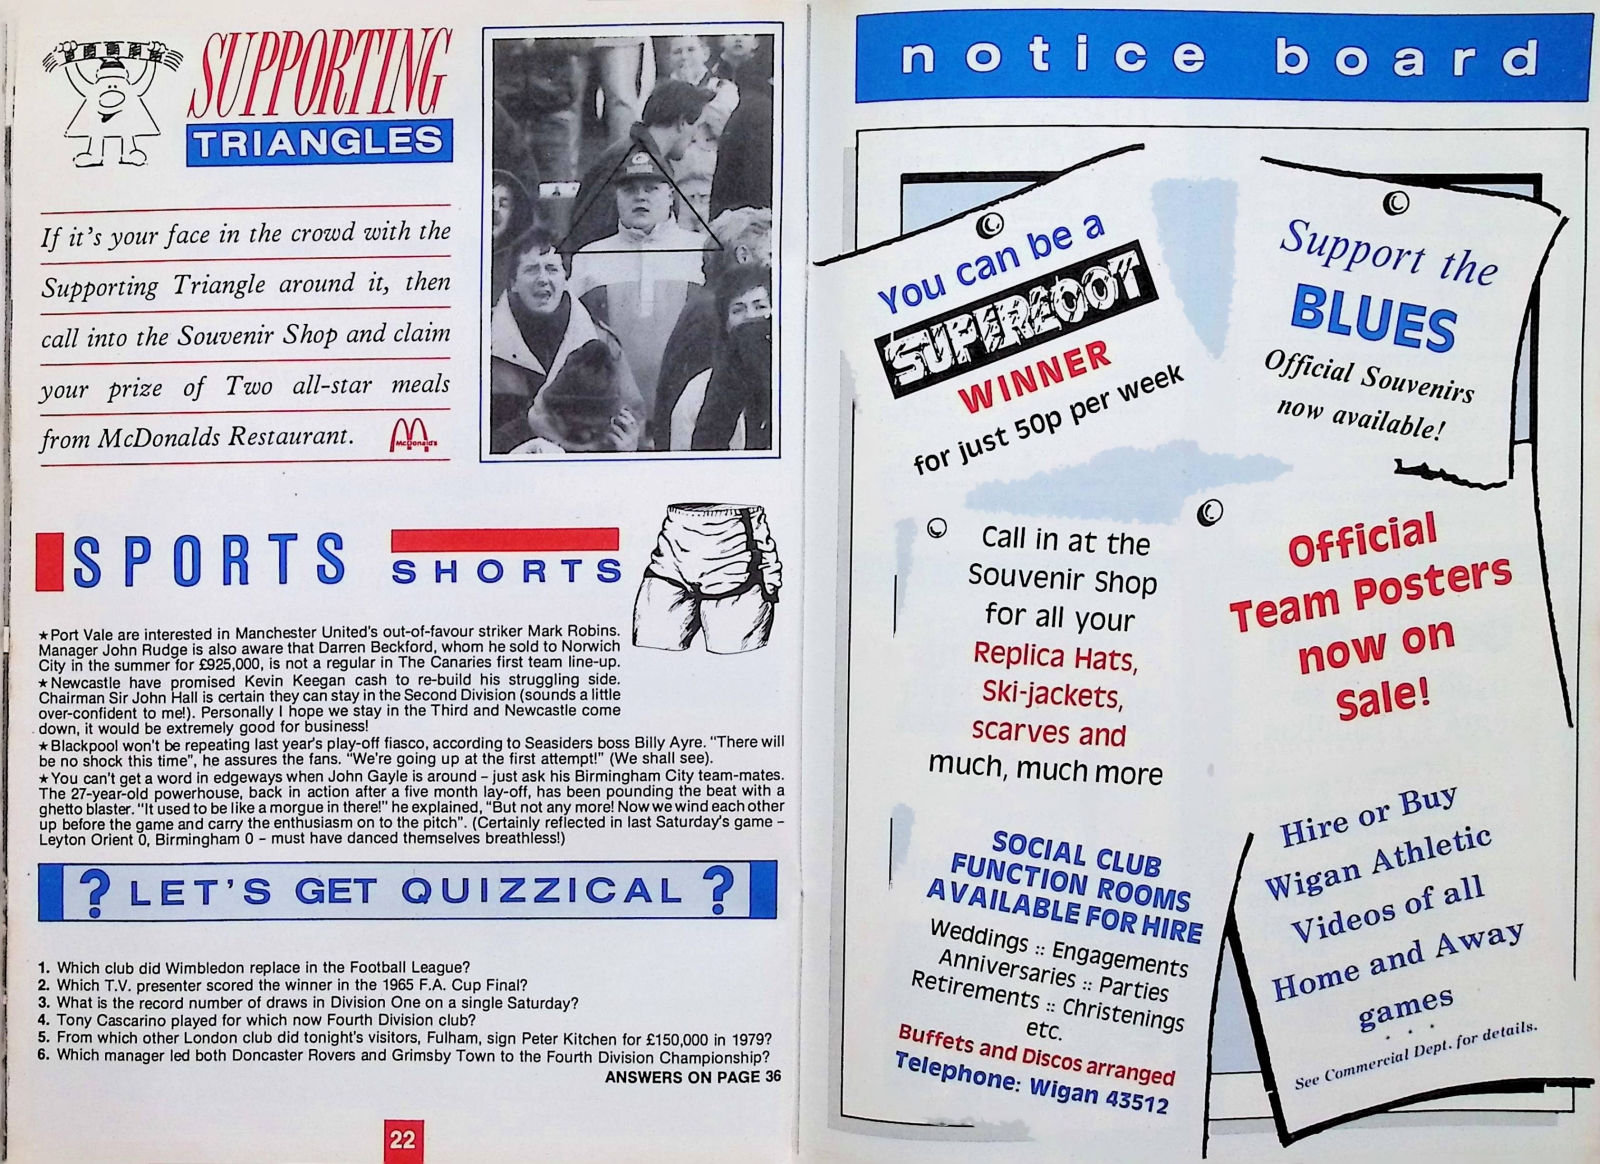 SUPPORTING
TRIANGLES
If it's your face in the crowd with the
Supporting Triangle around it, then
call into the Souvenir Shop and claim
your prize of Two all-star meals
from McDonalds Restaurant.
McDonald's
SPORTS
SHORTS
★Port Vale are interested in Manchester United's out-of-favour striker Mark Robins.
Manager John Rudge is also aware that Darren Beckford, whom he sold to Norwich
City in the summer for £925,000, is not a regular in The Canaries first team line-up.
★Newcastle have promised Kevin Keegan cash to re-build his struggling side.
Chairman Sir John Hall is certain they can stay in the Second Division (sounds a little
over-confident to me!). Personally I hope we stay in the Third and Newcastle come
down, it would be extremely good for business!
★Blackpool won't be repeating last year's play-off fiasco, according to Seasiders boss Billy Ayre. "There will
be no shock this time", he assures the fans. "We're going up at the first attempt!" (We shall see).
★You can't get a word in edgeways when John Gayle is around – just ask his Birmingham City team-mates.
The 27-year-old powerhouse, back in action after a five month lay-off, has been pounding the beat with a
ghetto blaster. "It used to be like a morgue in there!" he explained, "But not any more! Now we wind each other
up before the game and carry the enthusiasm on to the pitch". (Certainly reflected in last Saturday's game –
Leyton Orient 0, Birmingham 0 – must have danced themselves breathless!)
? LET'S GET QUIZZICAL ?
1. Which club did Wimbledon replace in the Football League?
2. Which T.V. presenter scored the winner in the 1965 F.A. Cup Final?
3. What is the record number of draws in Division One on a single Saturday?
4. Tony Cascarino played for which now Fourth Division club?
5. From which other London club did tonight's visitors, Fulham, sign Peter Kitchen for £150,000 in 1979?
6. Which manager led both Doncaster Rovers and Grimsby Town to the Fourth Division Championship?
ANSWERS ON PAGE 36
22
notice board
You can be a
SUPERLOOT
WINNER
for just 50p per week
Support the
BLUES
Official Souvenirs
now available!
Call in at the
Souvenir Shop
for all your
Replica Hats,
Ski-jackets,
scarves and
much, much more
Official
Team Posters
now on
sale!
SOCIAL CLUB
FUNCTION ROOMS
AVAILABLE FOR HIRE
Weddings :: Engagements
Anniversaries :: Parties
Retirements :: Christenings
etc.
Buffets and Discos arranged
Telephone: Wigan 43512
Hire or Buy
Wigan Athletic
Videos of all
Home and Away
games
See Commercial Dept. for details.